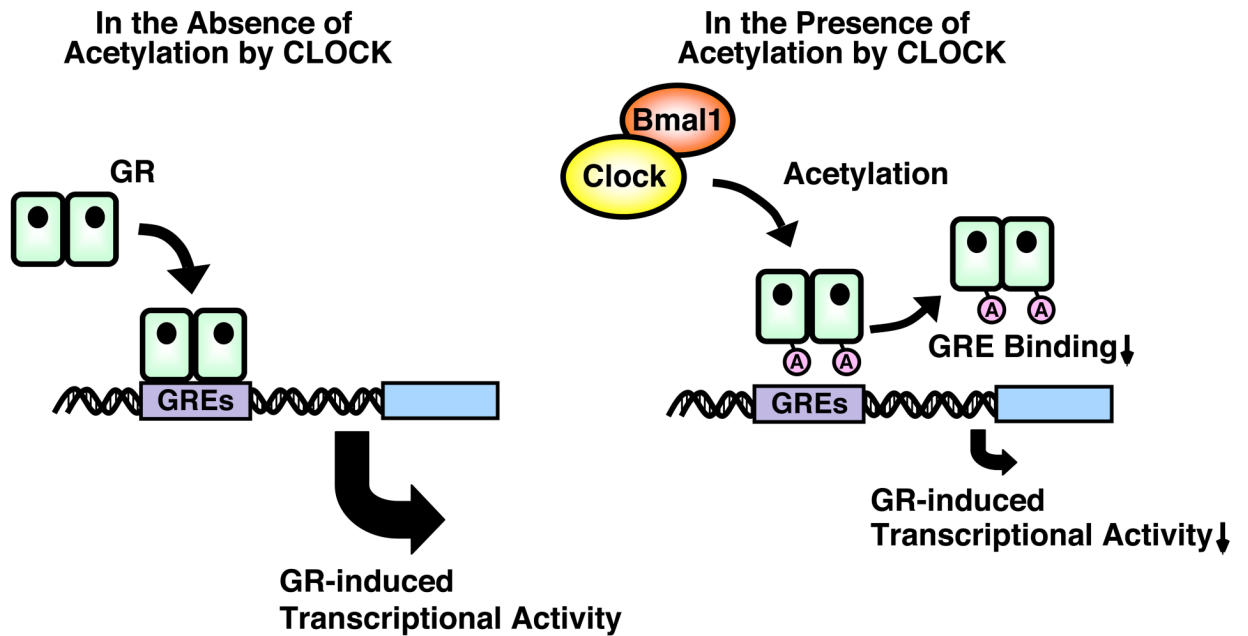 In the Absence of
Acetylation by CLOCK
GR
GREs
GR-induced
Transcriptional Activity
In the Presence of
Acetylation by CLOCK
Bmal1
Clock
Acetylation
A
A
A
A
GRE Binding↓
GREs
GR-induced
Transcriptional Activity↓